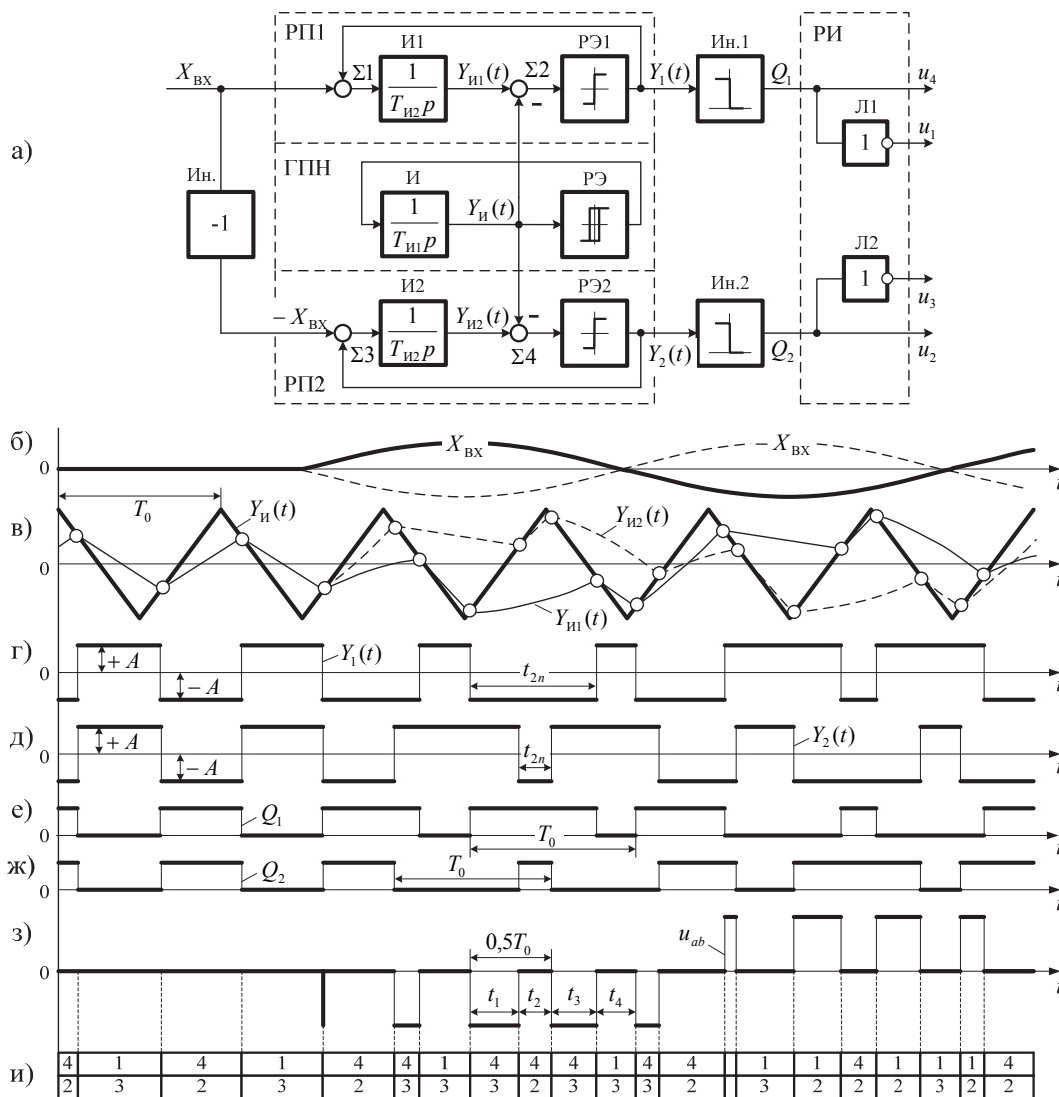 а)
РП1
И1
Σ1
1
T_И2 p
Y_И1(t)
Σ2
-
РЭ1
Y_1(t)
Ин.1
Q_1
РИ
X_ВХ
u_4
Л1
1
u_1
ГПН
Ин.
-1
И
1
T_И1 p
Y_И(t)
РЭ
Л2
1
u_3
И2
- X_ВХ
Σ3
1
T_И2 p
Y_И2(t)
-
Σ4
РЭ2
Y_2(t)
Ин.2
Q_2
u_2
РП2
б)
0
X_ВХ
X_ВХ
t
в)
0
T_0
Y_И(t)
Y_И2
Y_И1
t
г)
0
+ A
- A
Y_1(t)
t_2n
t
д)
0
+ A
- A
t_2n
Y_2(t)
t
е)
0
Q_1
T_0
t
ж)
0
Q_2
T_0
t
з)
0
0,5T_0
t_1 t_2 t_3 t_4
u_ab
t
и)
4 1 4 1 4 4 1 4 4 4 1 4 4 1 1 4 1 1 1 4
2 3 2 3 2 3 3 3 2 3 3 3 2 3 2 2 2 3 2 2